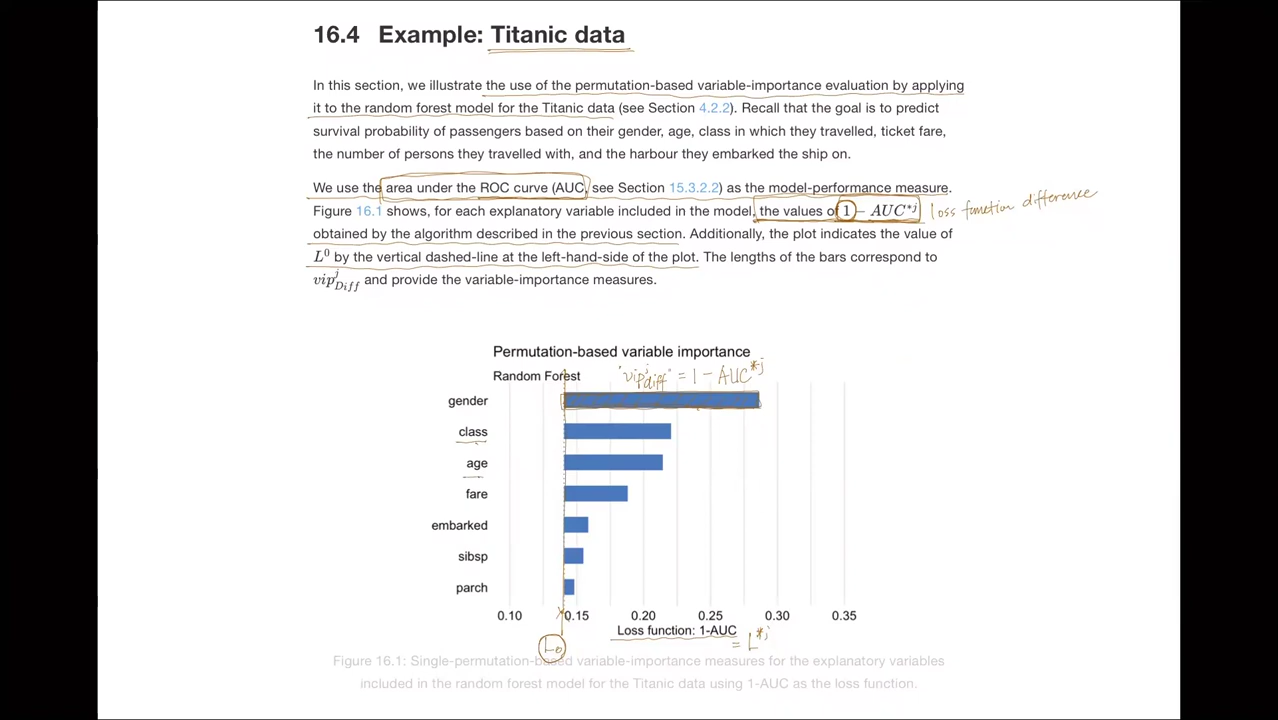 16.4 Example: Titanic data
In this section, we illustrate the use of the permutation-based variable-importance evaluation by applying
it to the random forest model for the Titanic data (see Section 4.2.2). Recall that the goal is to predict
survival probability of passengers based on their gender, age, class in which they travelled, ticket fare,
the number of persons they travelled with, and the harbour they embarked the ship on.
We use the area under the ROC curve (AUC, see Section 15.3.2.2) as the model-performance measure.
Figure 16.1 shows, for each explanatory variable included in the model, the values of 1 − AUC*j loss function difference
obtained by the algorithm described in the previous section. Additionally, the plot indicates the value of
L⁰ by the vertical dashed-line at the left-hand-side of the plot. The lengths of the bars correspond to
vip^j_Diff and provide the variable-importance measures.
Permutation-based variable importance
Random Forest "vip^j_diff" = 1 − AUC*j
gender
class
age
fare
embarked
sibsp
parch
0.10 0.15 0.20 0.25 0.30 0.35
Loss function: 1-AUC
L₀ = L*j
Figure 16.1: Single-permutation-based variable-importance measures for the explanatory variables
included in the random forest model for the Titanic data using 1-AUC as the loss function.